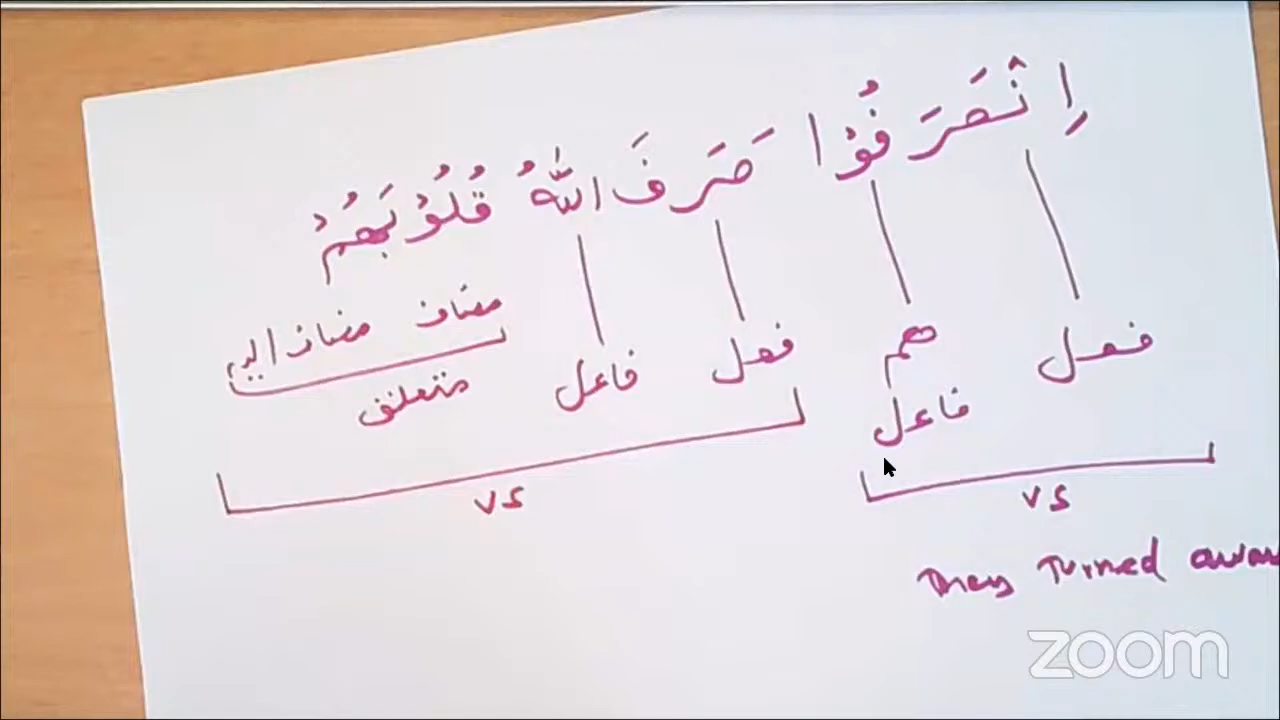 اِنْصَرَفُوْا صَرَفَ اللّٰهُ قُلُوْبَهُمْ
فعل هم فعل فاعل مضاف مضاف اليه
فاعل متعلق
vs vs
They turned away
zoom